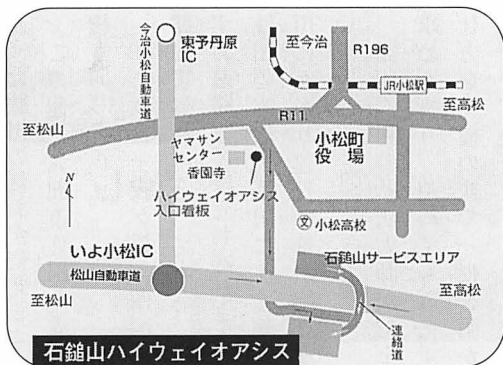 今治小松自動車道
東予丹原
IC
至今治
R196
JR小松駅
至高松
R11
至松山
ヤマサン
センター
香園寺
小松町
役場
ハイウェイオアシス
入口看板
N
文 小松高校
いよ小松IC
松山自動車道
石鎚山サービスエリア
至松山
至高松
連絡道
石鎚山ハイウェイオアシス